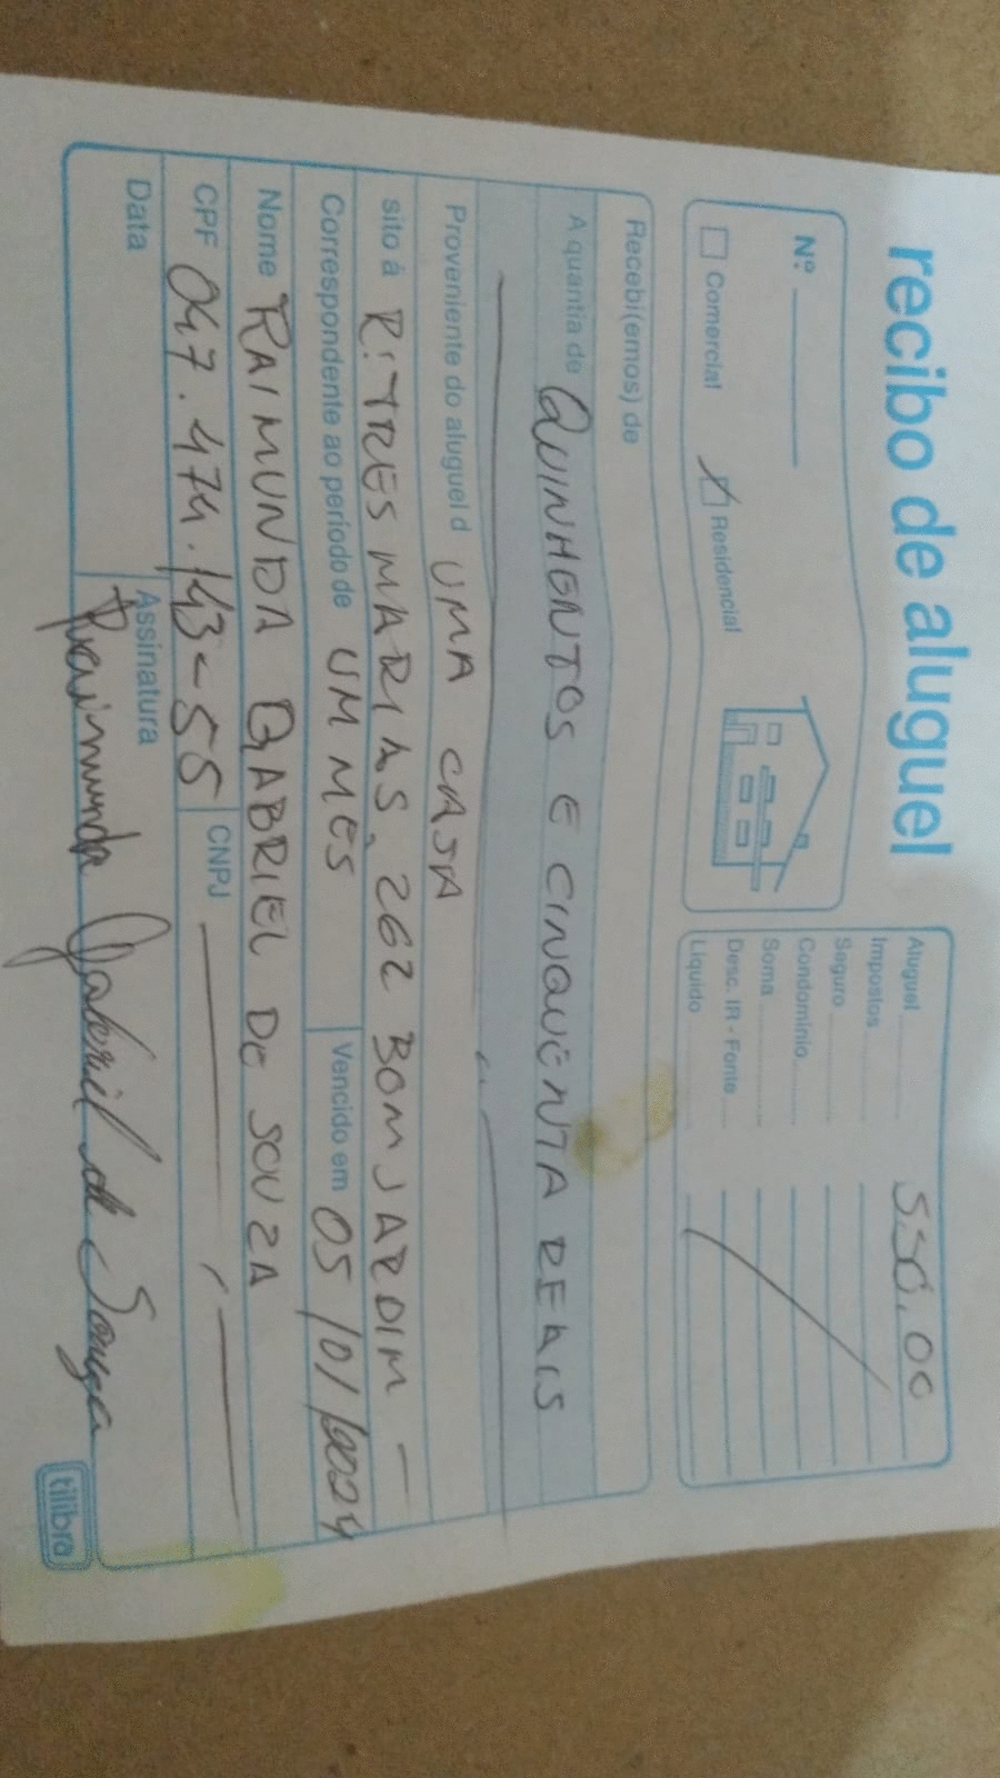 recibo de aluguel
Nº
Comercial Residencial
Aluguel 550,00
Impostos
Seguro
Condomínio
Soma
Desc. IR - Fonte
Líquido
Recebi(emos) de
A quantia de QUINHENTOS E CINQUENTA REAIS
Proveniente do aluguel d UMA CASA
sito à R: TRES MARIAS, 262 BOM JARDIM
Correspondente ao período de UM MÊS Vencido em 05/01/2024
Nome RAIMUNDA GABRIEL DE SOUZA
CPF 047.474.143-55 CNPJ
Data Assinatura
Raimunda Gabriel de Souza
tilibra